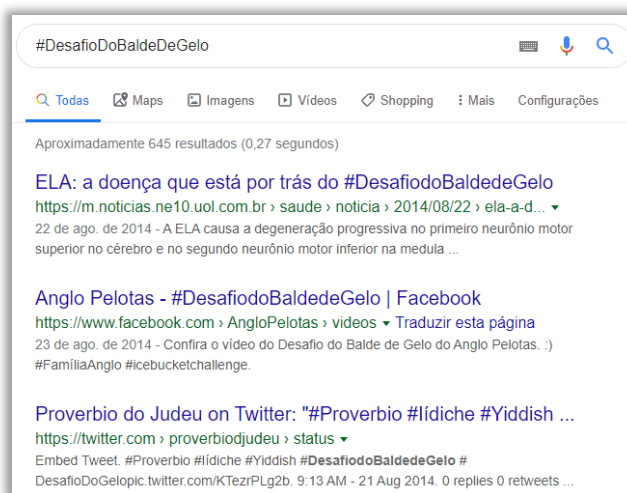 #DesafioDoBaldeDeGelo
Todas Maps Imagens Vídeos Shopping Mais Configurações
Aproximadamente 645 resultados (0,27 segundos)
ELA: a doença que está por trás do #DesafiodoBaldedeGelo
https://m.noticias.ne10.uol.com.br › saude › noticia › 2014/08/22 › ela-a-d...
22 de ago. de 2014 - A ELA causa a degeneração progressiva no primeiro neurônio motor
superior no cérebro e no segundo neurônio motor inferior na medula ...
Anglo Pelotas - #DesafiodoBaldedeGelo | Facebook
https://www.facebook.com › AngloPelotas › videos Traduzir esta página
23 de ago. de 2014 - Confira o vídeo do Desafio do Balde de Gelo do Anglo Pelotas. :)
#FamíliaAnglo #icebucketchallenge.
Proverbio do Judeu on Twitter: "#Proverbio #Iídiche #Yiddish ...
https://twitter.com › proverbiodjudeu › status
Embed Tweet. #Proverbio #Iídiche #Yiddish #DesafiodoBaldedeGelo #
DesafioDoGelopic.twitter.com/KTezrPLg2b. 9:13 AM - 21 Aug 2014. 0 replies 0 retweets ...